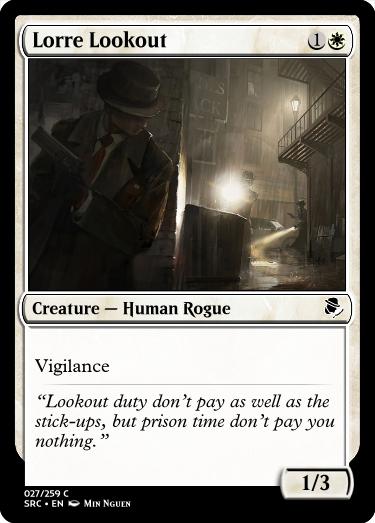 Lorre Lookout
1
Creature — Human Rogue
Vigilance
“Lookout duty don’t pay as well as the
stick-ups, but prison time don’t pay you
nothing.”
1/3
027/259 C
SRC • EN Min Nguen